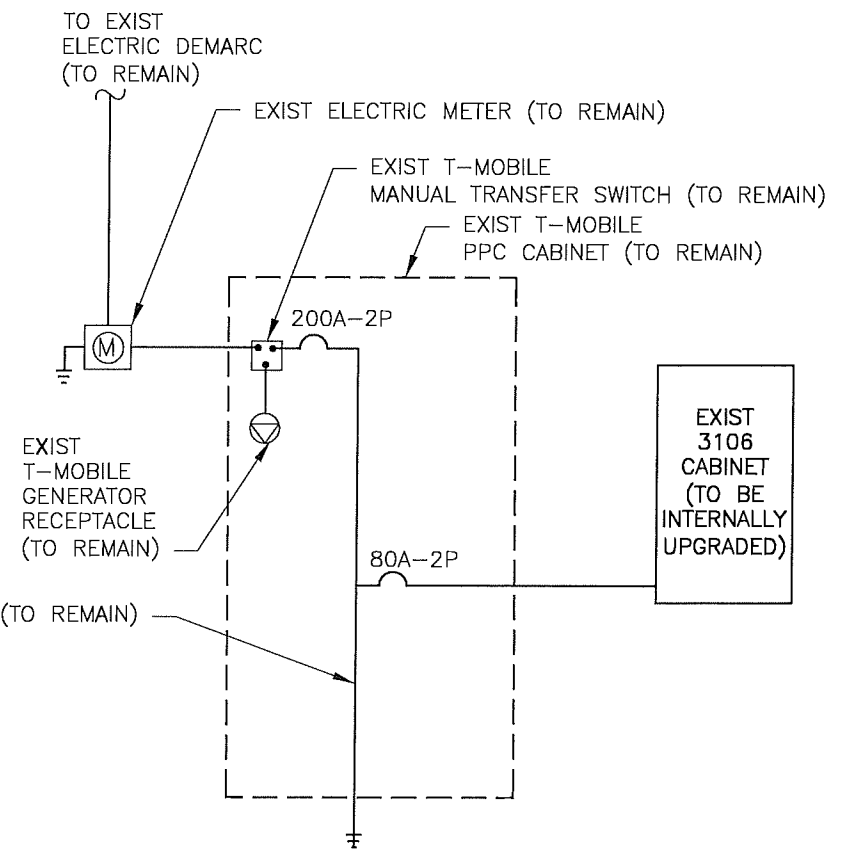 TO EXIST
ELECTRIC DEMARC
(TO REMAIN)
EXIST ELECTRIC METER (TO REMAIN)
EXIST T-MOBILE
MANUAL TRANSFER SWITCH (TO REMAIN)
EXIST T-MOBILE
PPC CABINET (TO REMAIN)
200A-2P
M
EXIST
3106
CABINET
(TO BE
INTERNALLY
UPGRADED)
EXIST
T-MOBILE
GENERATOR
RECEPTACLE
(TO REMAIN)
80A-2P
(TO REMAIN)